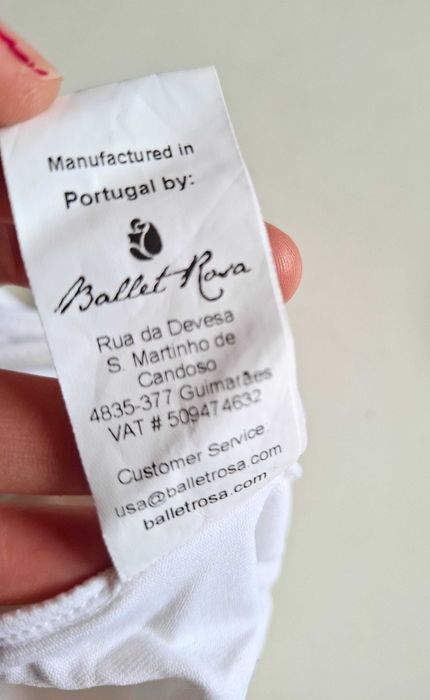 Manufactured in
Portugal by:
Ballet Rosa
Rua da Devesa
S. Martinho de
Candoso
4835-377 Guimarães
VAT # 509474632
Customer Service:
usa@balletrosa.com
balletrosa.com